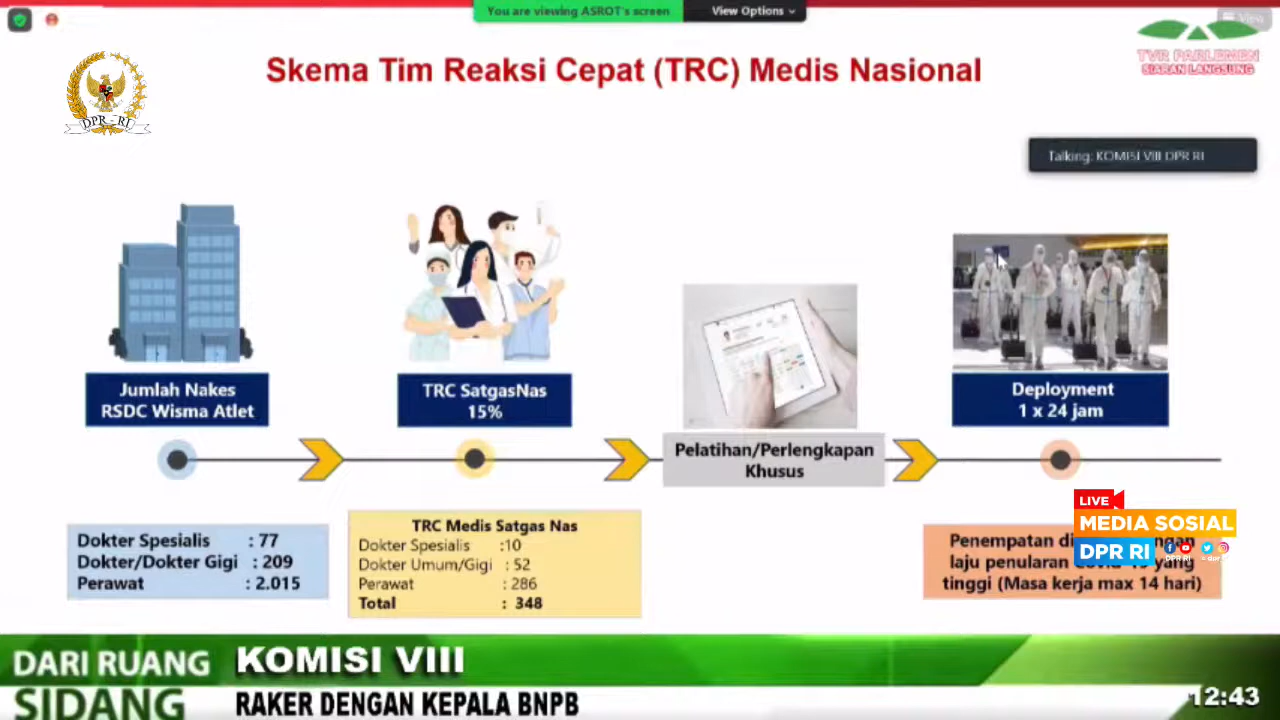 You are viewing ASROT's screen
View Options
View
Skema Tim Reaksi Cepat (TRC) Medis Nasional
DPR - RI
TVR PARLEMEN
SIARAN LANGSUNG
Talking: KOMISI VIII DPR RI
Jumlah Nakes
RSDC Wisma Atlet
TRC SatgasNas
15%
Pelatihan/Perlengkapan
Khusus
Deployment
1 x 24 jam
Dokter Spesialis : 77
Dokter/Dokter Gigi : 209
Perawat : 2.015
TRC Medis Satgas Nas
Dokter Spesialis :10
Dokter Umum/Gigi : 52
Perawat : 286
Total : 348
Penempatan
laju penularan yang
tinggi (Masa kerja max 14 hari)
LIVE
MEDIA SOSIAL
DPR RI
DPR RI
DARI RUANG
SIDANG
KOMISI VIII
RAKER DENGAN KEPALA BNPB
12:43